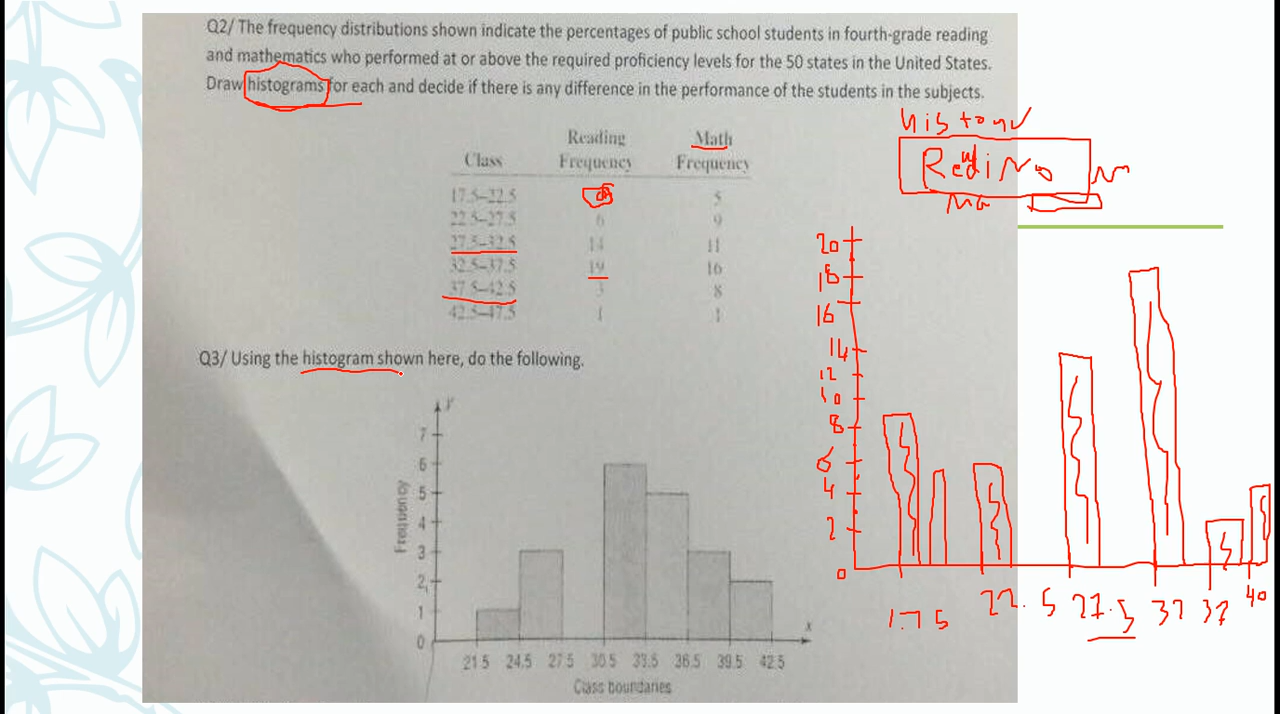 Q2/ The frequency distributions shown indicate the percentages of public school students in fourth-grade reading
and mathematics who performed at or above the required proficiency levels for the 50 states in the United States.
Draw histograms for each and decide if there is any difference in the performance of the students in the subjects.
Reading Math
Class Frequency Frequency
17.5–22.5 5
22.5–27.5 6 9
27.5–32.5 14 11
32.5–37.5 19 16
37.5–42.5 3 8
42.5–47.5 1 1
Q3/ Using the histogram shown here, do the following.
y
7
6
5
4
3
2
1
0
Frequency
x
21.5 24.5 27.5 30.5 33.5 36.5 39.5 42.5
Class boundaries
Ma
20
18
16
14
12
10
8
6
4
2
0
1.75 22.5 27.5 37 37 40